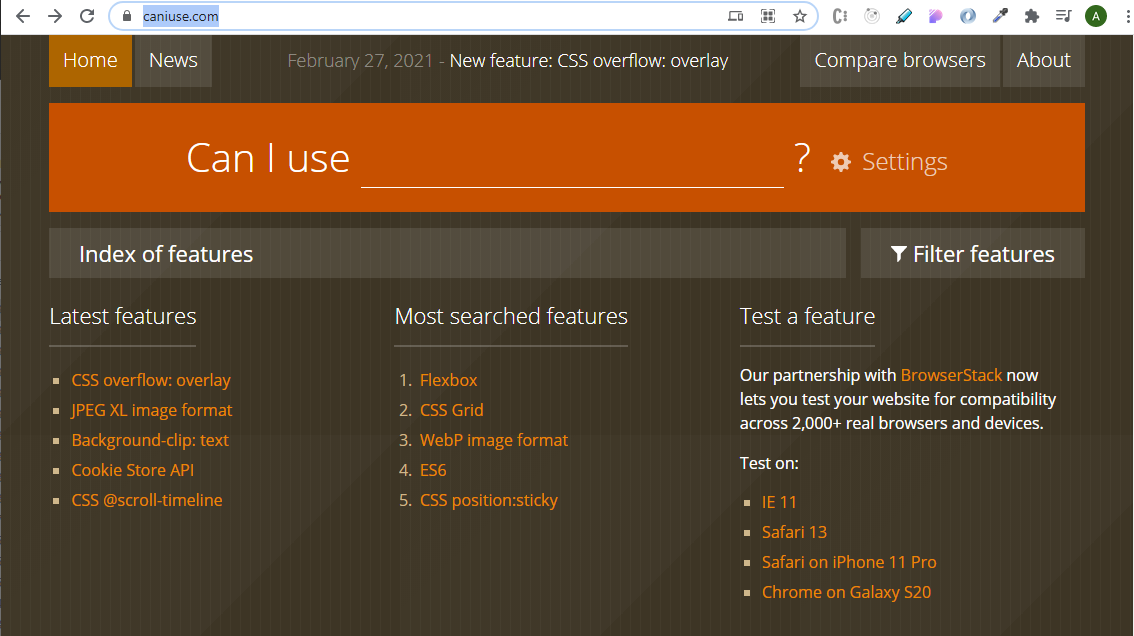 caniuse.com
A
Home
News
February 27, 2021 - New feature: CSS overflow: overlay
Compare browsers
About
Can I use
?
Settings
Index of features
Filter features
Latest features
CSS overflow: overlay
JPEG XL image format
Background-clip: text
Cookie Store API
CSS @scroll-timeline
Most searched features
1. Flexbox
2. CSS Grid
3. WebP image format
4. ES6
5. CSS position:sticky
Test a feature
Our partnership with BrowserStack now
lets you test your website for compatibility
across 2,000+ real browsers and devices.
Test on:
IE 11
Safari 13
Safari on iPhone 11 Pro
Chrome on Galaxy S20